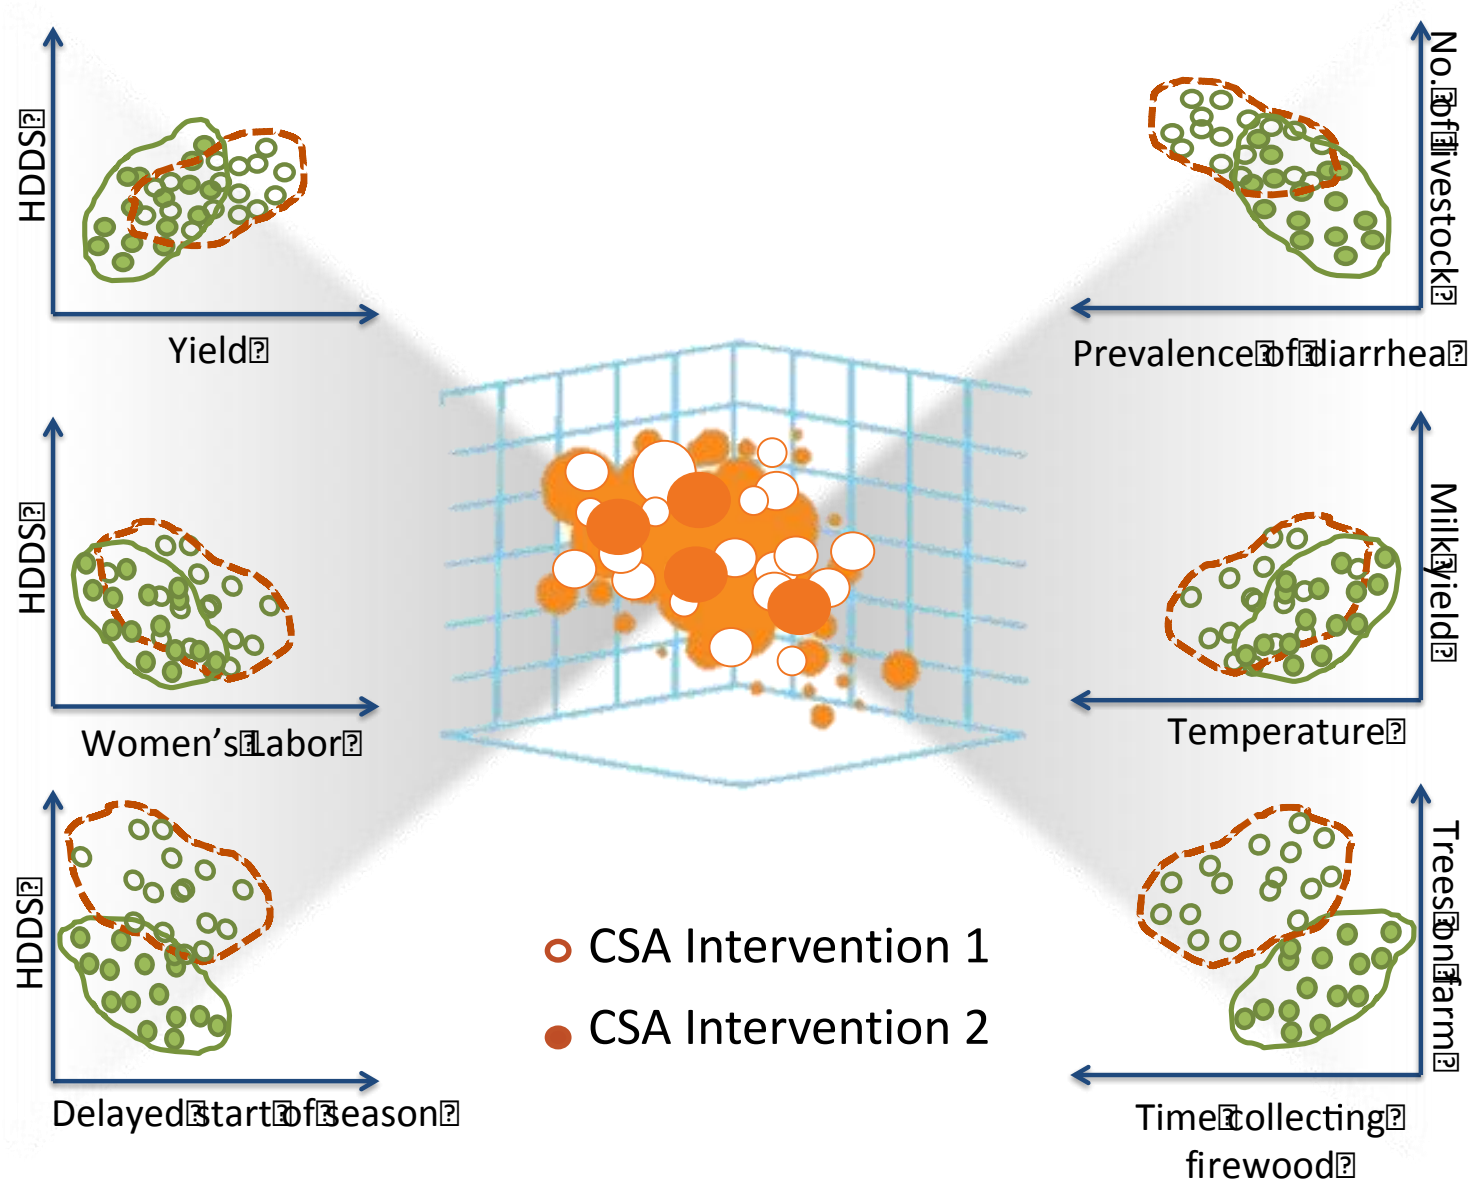 HDDS
Yield
No. of livestock
Prevalence of diarrhea
HDDS
Women's Labor
Milk yield
Temperature
HDDS
Delayed start of season
Trees on farm
Time collecting
firewood
CSA Intervention 1
CSA Intervention 2